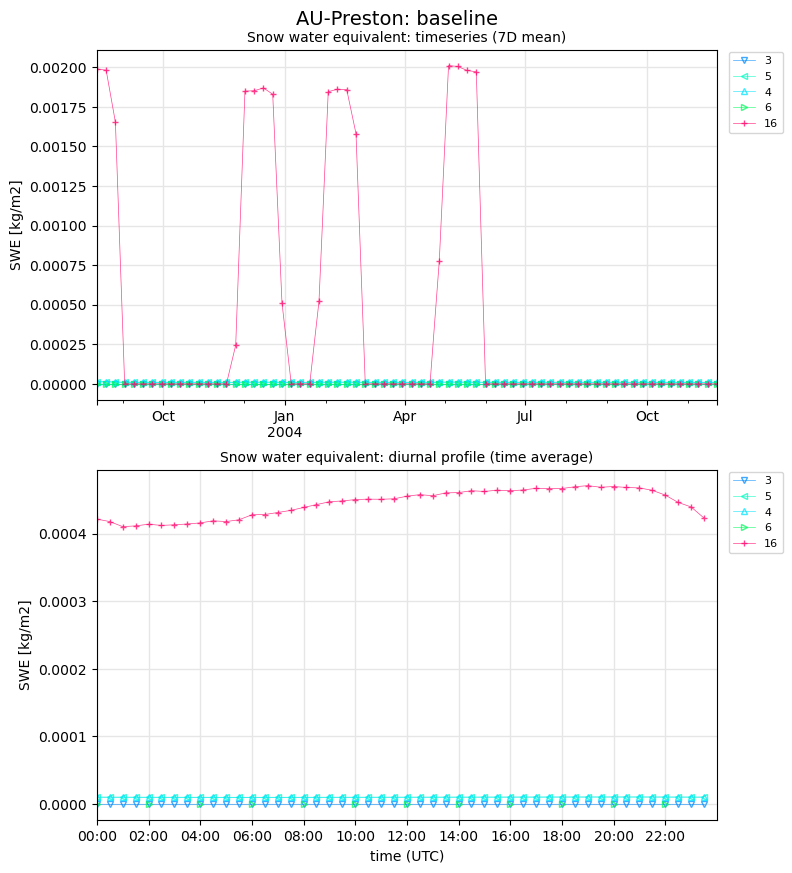 AU-Preston: baseline
Snow water equivalent: timeseries (7D mean)
SWE [kg/m2]
0.00200
0.00175
0.00150
0.00125
0.00100
0.00075
0.00050
0.00025
0.00000
Oct
Jan
2004
Apr
Jul
Oct
3
5
4
6
16
Snow water equivalent: diurnal profile (time average)
SWE [kg/m2]
0.0004
0.0003
0.0002
0.0001
0.0000
00:00 02:00 04:00 06:00 08:00 10:00 12:00 14:00 16:00 18:00 20:00 22:00
time (UTC)
3
5
4
6
16